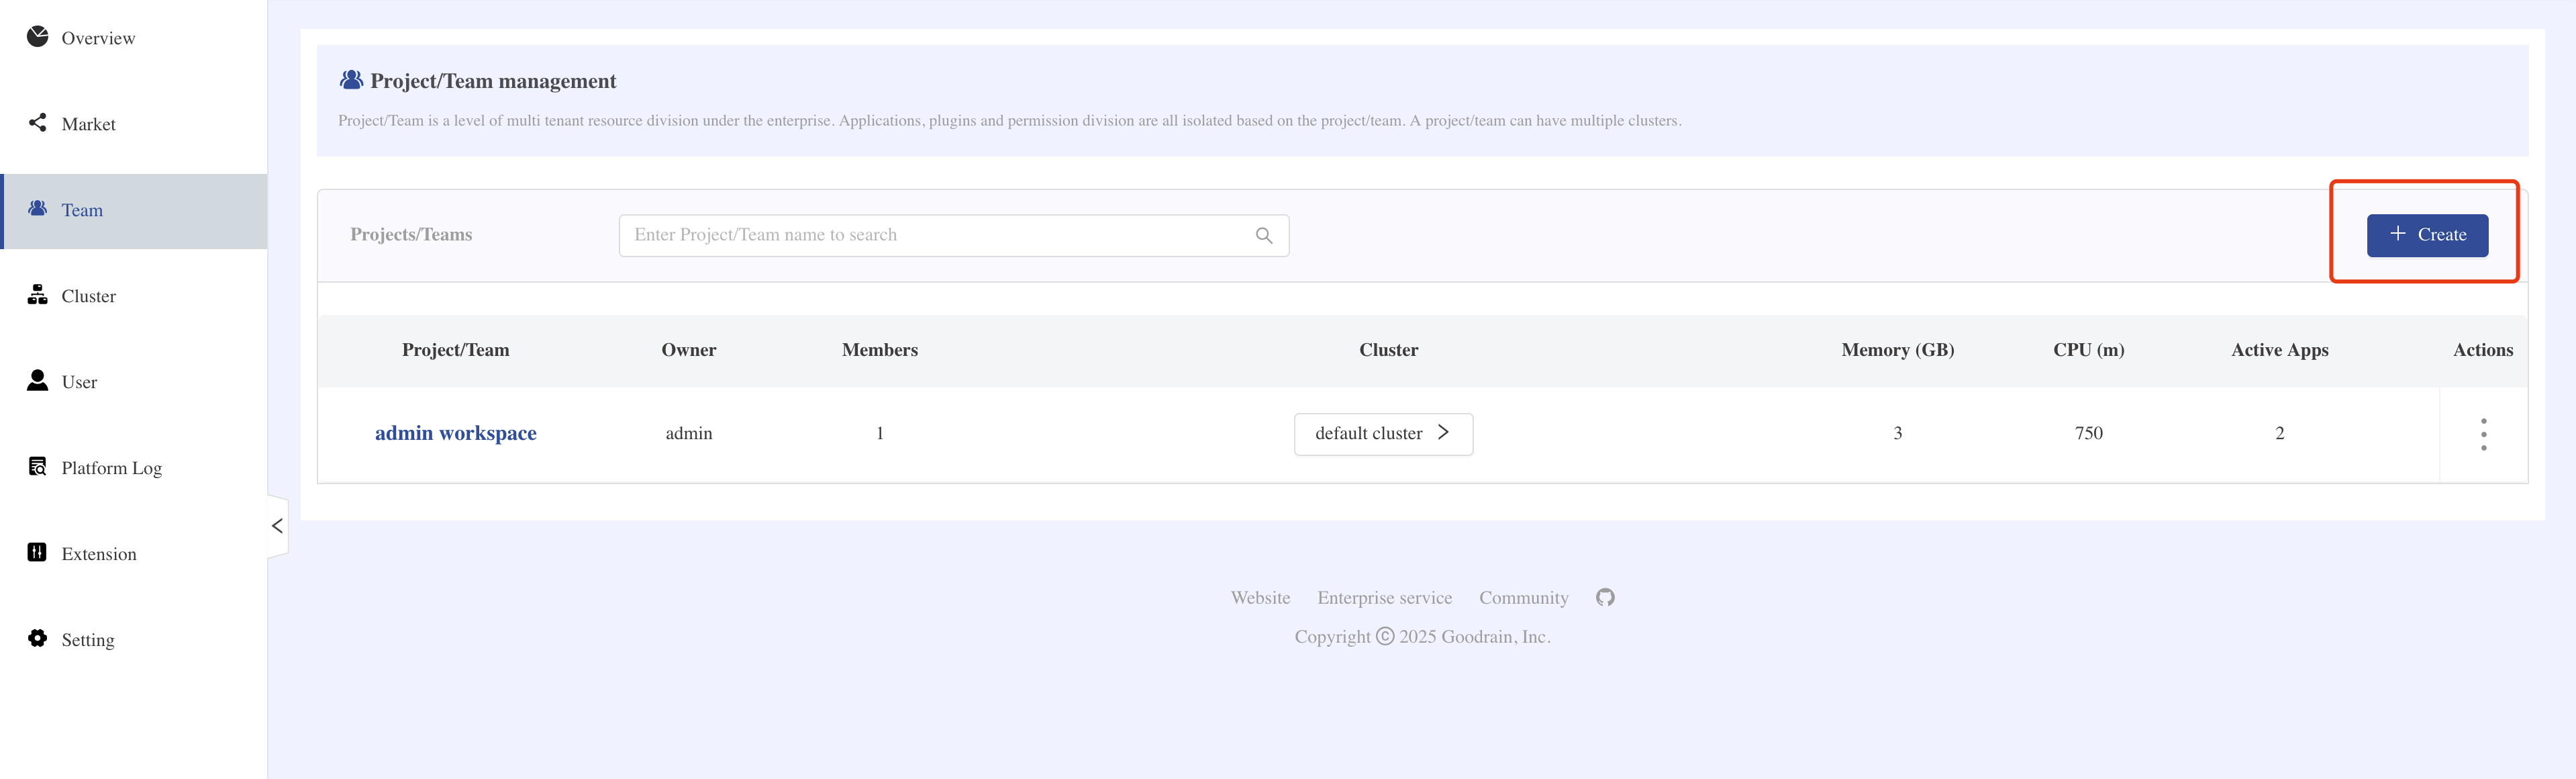 Overview
Market
Team
Cluster
User
Platform Log
Extension
Setting
Project/Team management
Project/Team is a level of multi tenant resource division under the enterprise. Applications, plugins and permission division are all isolated based on the project/team. A project/team can have multiple clusters.
Projects/Teams
Enter Project/Team name to search
+ Create
Project/Team Owner Members Cluster Memory (GB) CPU (m) Active Apps Actions
admin workspace admin 1 default cluster > 3 750 2
Website Enterprise service Community
Copyright © 2025 Goodrain, Inc.